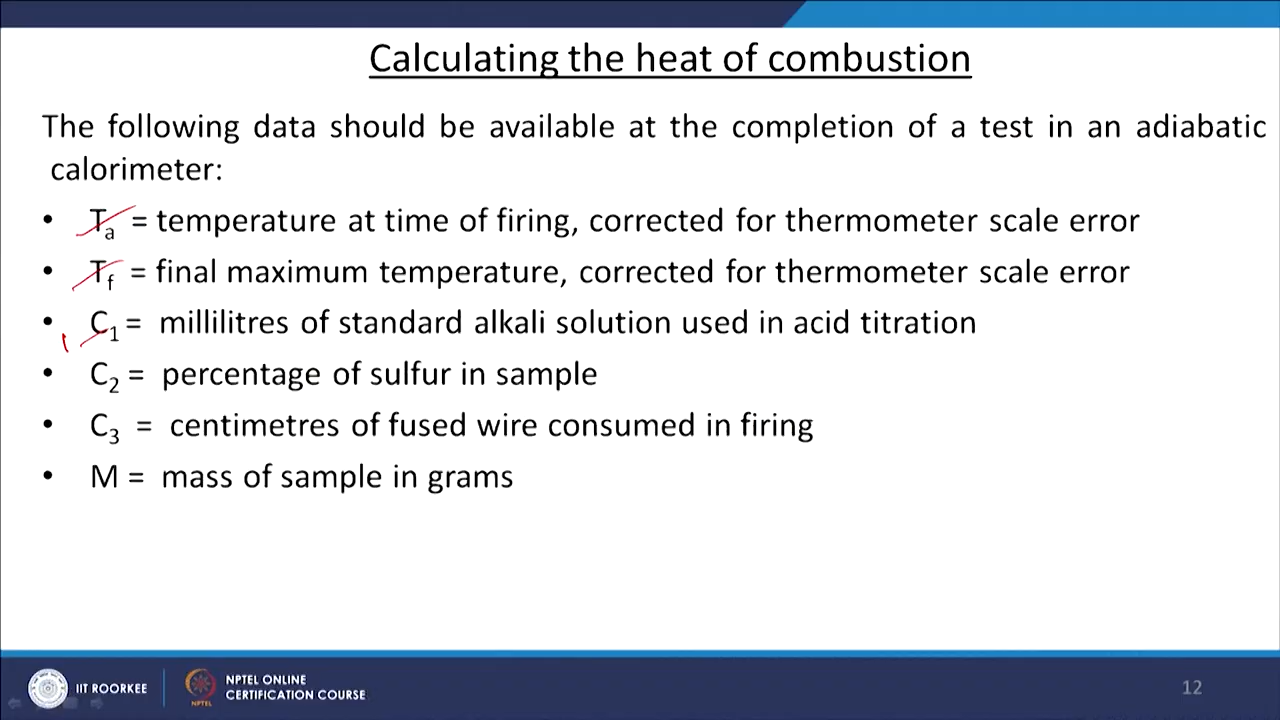 Calculating the heat of combustion
The following data should be available at the completion of a test in an adiabatic
calorimeter:
• Ta = temperature at time of firing, corrected for thermometer scale error
• Tf = final maximum temperature, corrected for thermometer scale error
• C1 = millilitres of standard alkali solution used in acid titration
• C2 = percentage of sulfur in sample
• C3 = centimetres of fused wire consumed in firing
• M = mass of sample in grams
IIT ROORKEE
NPTEL
NPTEL ONLINE
CERTIFICATION COURSE
12